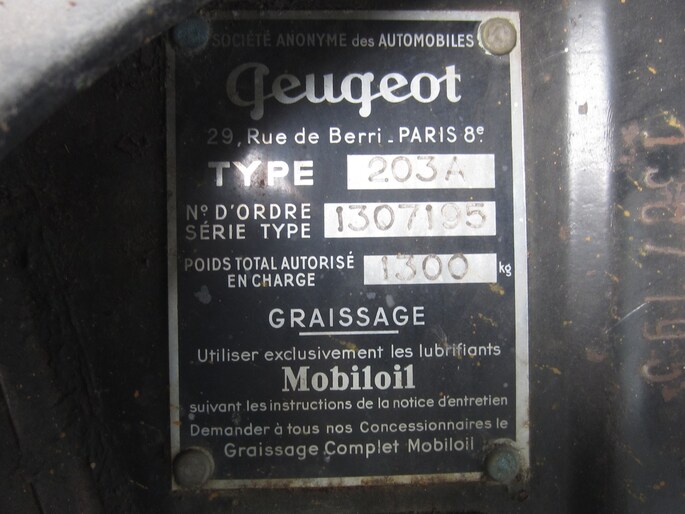 SOCIÉTÉ ANONYME des AUTOMOBILES
Peugeot
29, Rue de Berri - PARIS 8e.
TYPE 203A
No D'ORDRE
SÉRIE TYPE 1307195
POIDS TOTAL AUTORISÉ
EN CHARGE 1300 kg
GRAISSAGE
Utiliser exclusivement les lubrifiants
Mobiloil
suivant les instructions de la notice d'entretien
Demander à tous nos Concessionnaires le
Graissage Complet Mobiloil